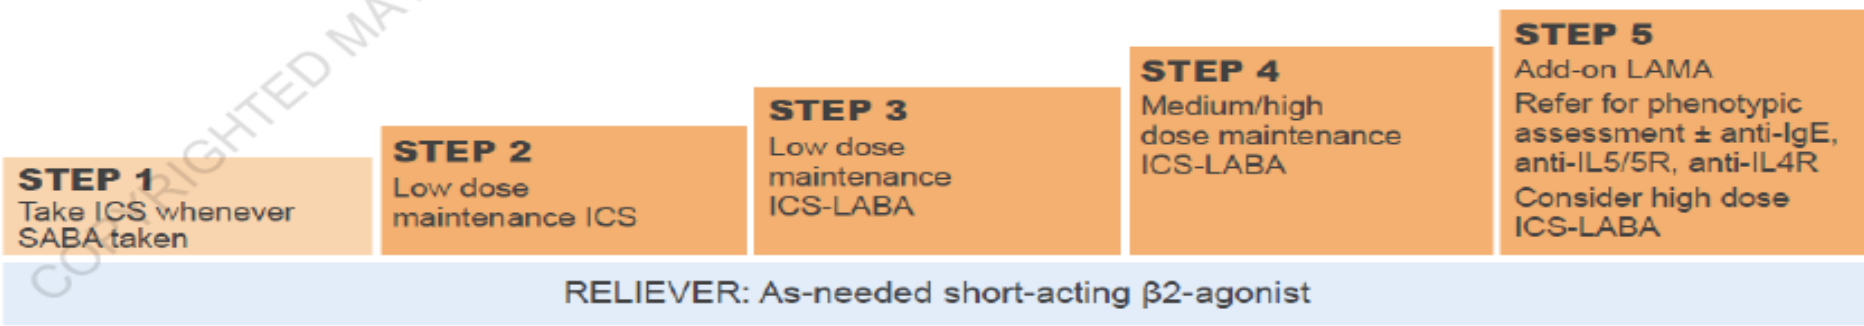 STEP 1
Take ICS whenever
SABA taken
STEP 2
Low dose
maintenance ICS
STEP 3
Low dose
maintenance
ICS-LABA
STEP 4
Medium/high
dose maintenance
ICS-LABA
STEP 5
Add-on LAMA
Refer for phenotypic
assessment ± anti-IgE,
anti-IL5/5R, anti-IL4R
Consider high dose
ICS-LABA
RELIEVER: As-needed short-acting β2-agonist
COPYRIGHTED